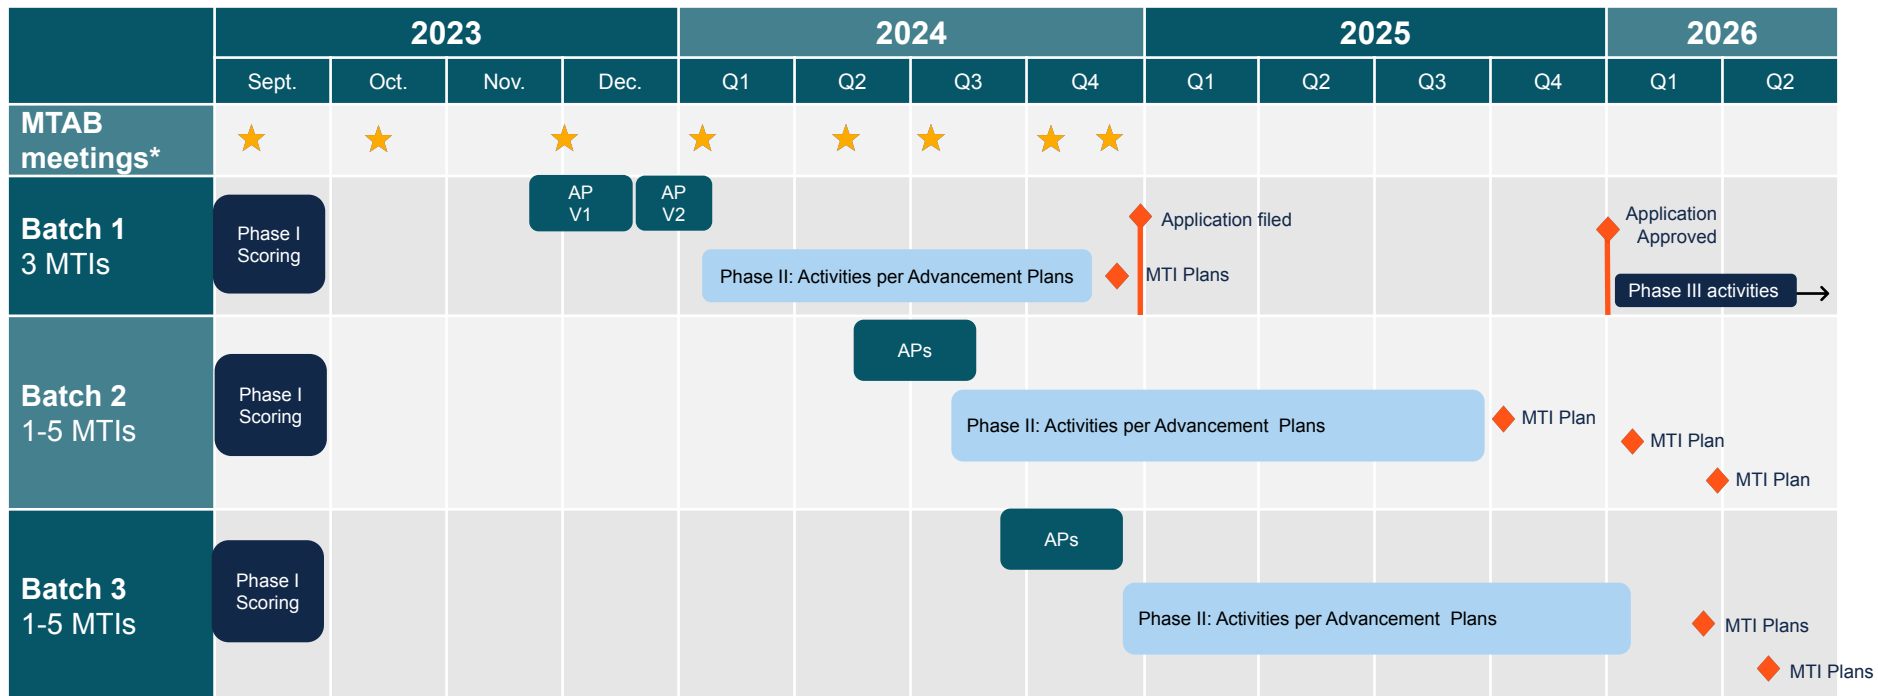 2023
2024
2025
2026
Sept.
Oct.
Nov.
Dec.
Q1
Q2
Q3
Q4
Q1
Q2
Q3
Q4
Q1
Q2
MTAB
meetings*
Batch 1
3 MTIs
Phase I
Scoring
AP
V1
AP
V2
Phase II: Activities per Advancement Plans
MTI Plans
Application filed
Application
Approved
Phase III activities
Batch 2
1-5 MTIs
Phase I
Scoring
APs
Phase II: Activities per Advancement  Plans
MTI Plan
MTI Plan
MTI Plan
Batch 3
1-5 MTIs
Phase I
Scoring
APs
Phase II: Activities per Advancement  Plans
MTI Plans
MTI Plans